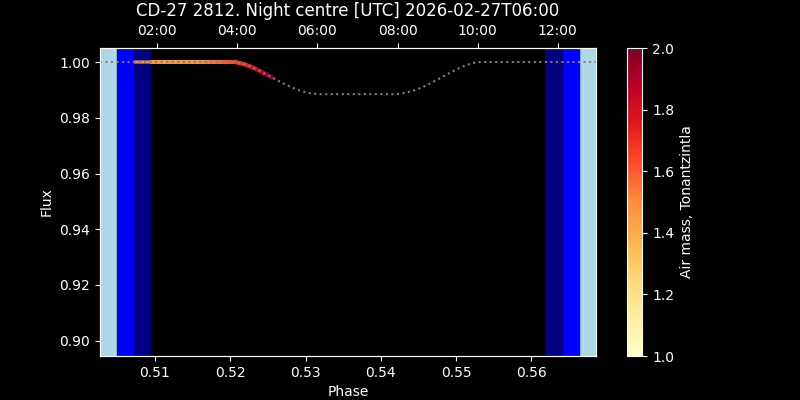 CD-27 2812. Night centre [UTC] 2026-02-27T06:00
02:00 04:00 06:00 08:00 10:00 12:00
1.00
0.98
0.96
0.94
0.92
0.90
Flux
0.51 0.52 0.53 0.54 0.55 0.56
Phase
2.0
1.8
1.6
1.4
1.2
1.0
Air mass, Tonantzintla